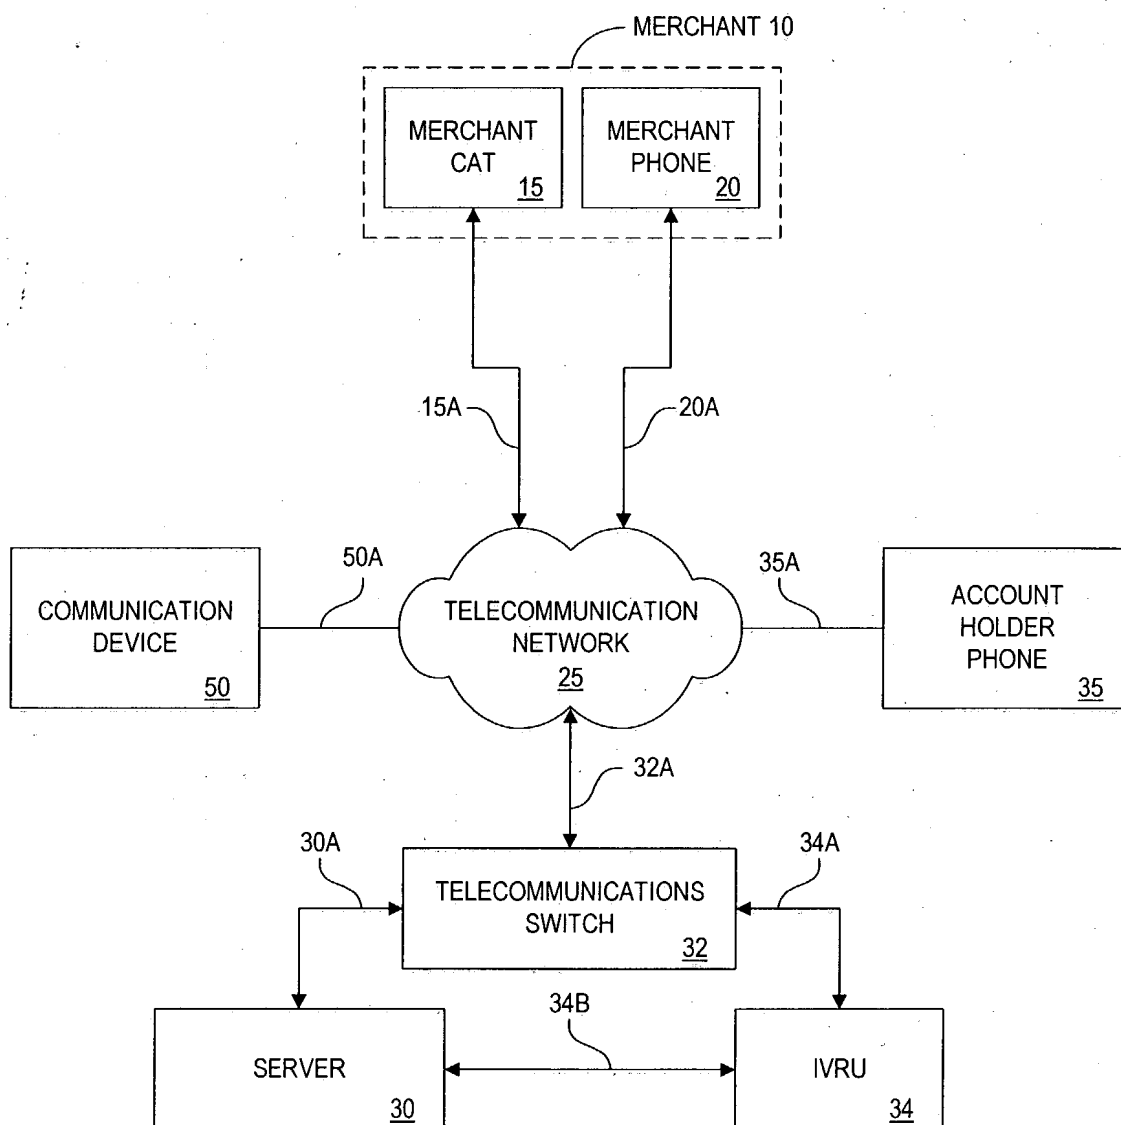 MERCHANT 10
MERCHANT
CAT
15
MERCHANT
PHONE
20
15A
20A
50A
35A
COMMUNICATION
DEVICE
50
TELECOMMUNICATION
NETWORK
25
ACCOUNT
HOLDER
PHONE
35
32A
30A
34A
TELECOMMUNICATIONS
SWITCH
32
34B
SERVER
30
IVRU
34